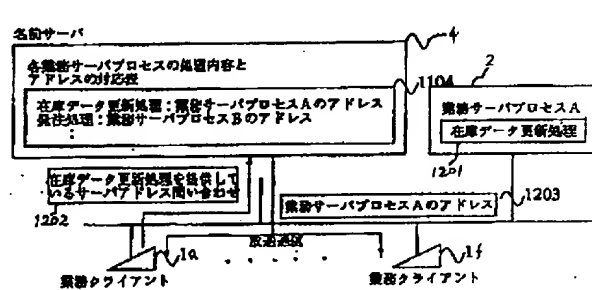 名前サーバ
4
各業務サーバプロセスの処理内容と
アドレスの対応表
1104
在庫データ更新処理：業務サーバプロセスAのアドレス
発注処理：業務サーバプロセスBのアドレス
：
2
業務サーバプロセスA
在庫データ更新処理
1201
在庫データ更新処理を提供して
いるサーバアドレス問い合わせ
1202
業務サーバプロセスAのアドレス
1203
放送通信
1a
業務クライアント
1f
業務クライアント